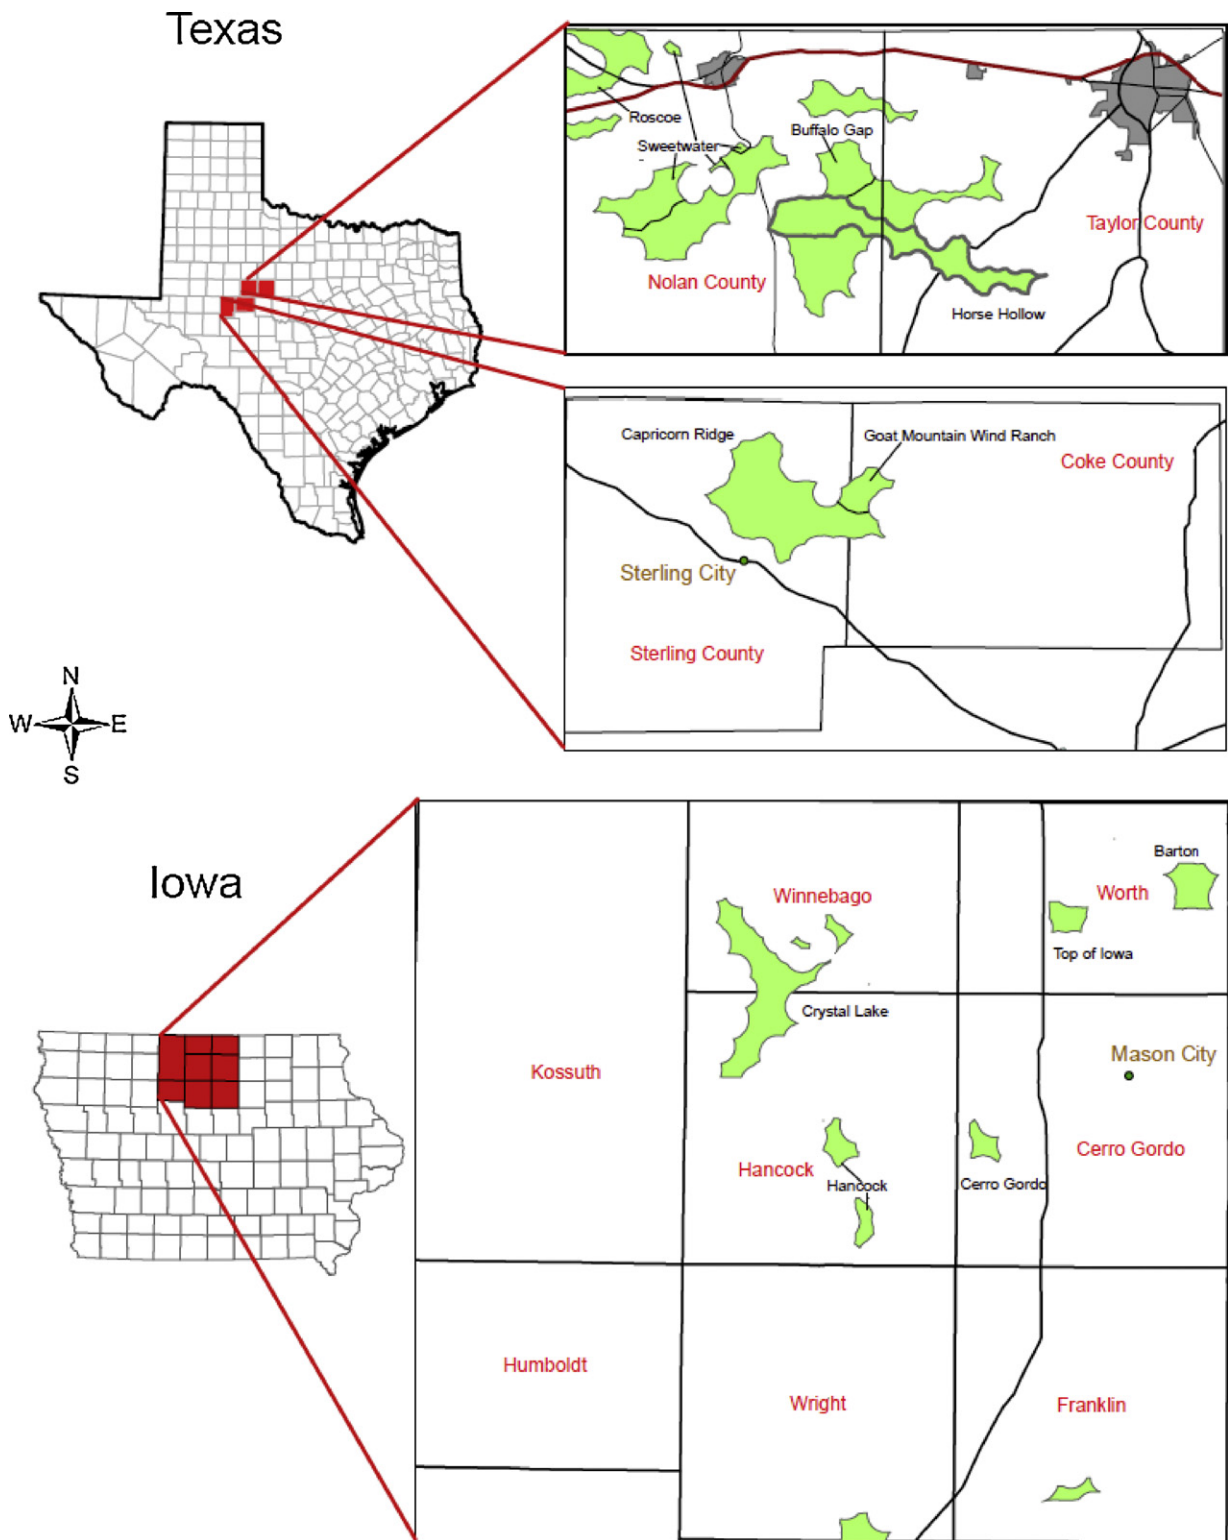 Texas
Roscoe
Sweetwater
Buffalo Gap
Taylor County
Nolan County
Horse Hollow
Capricorn Ridge
Goat Mountain Wind Ranch
Coke County
Sterling City
Sterling County
N
W
E
S
Iowa
Barton
Winnebago
Worth
Top of Iowa
Crystal Lake
Mason City
Kossuth
Cerro Gordo
Hancock
Hancock
Cerro Gordo
Humboldt
Wright
Franklin